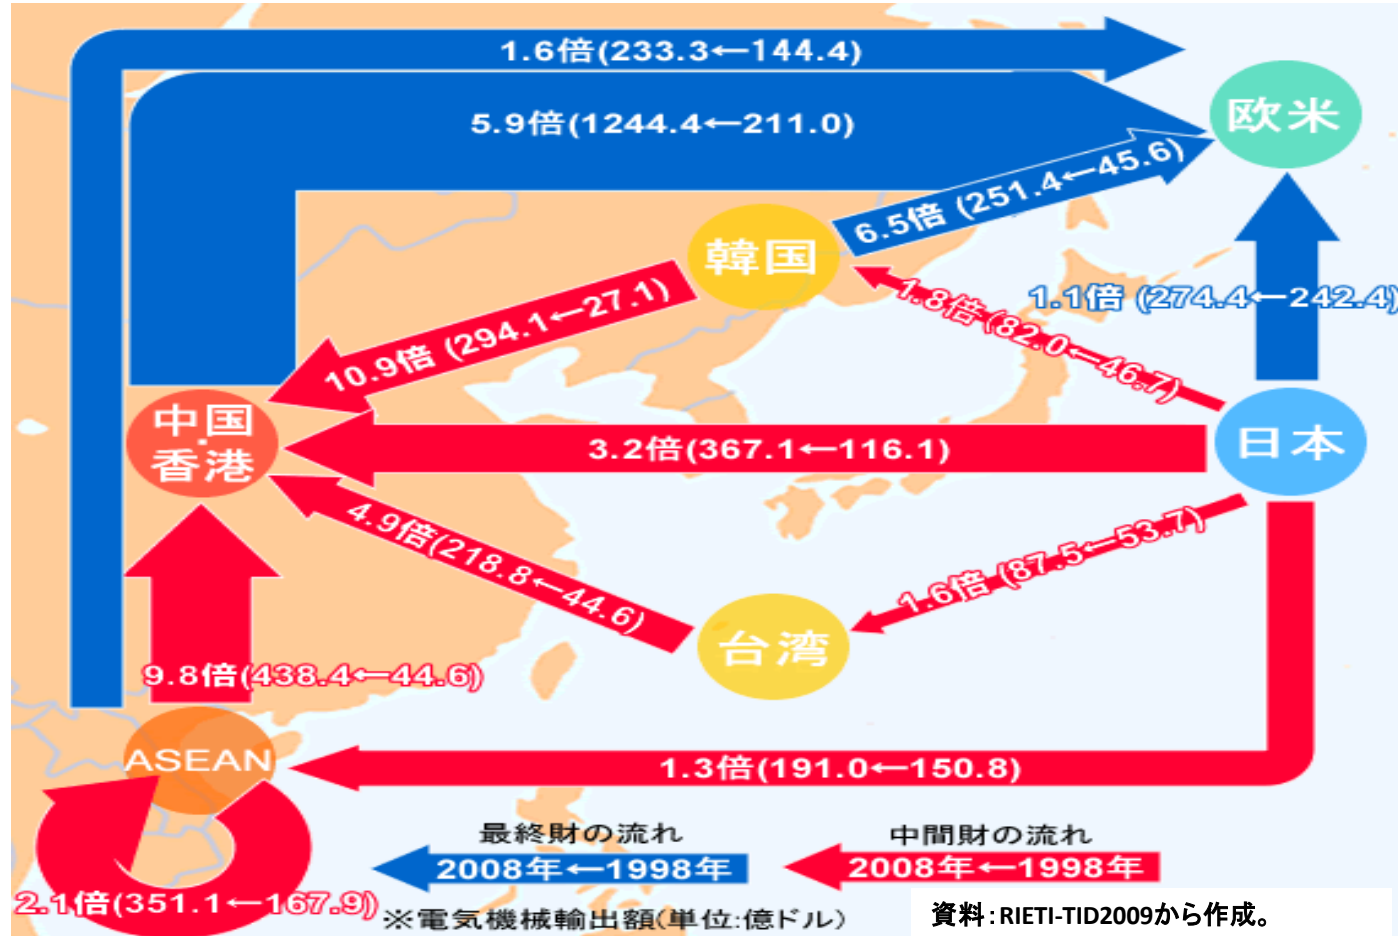 1.6倍(233.3←144.4)
5.9倍(1244.4←211.0)
欧米
6.5倍 (251.4←45.6)
韓国
10.9倍 (294.1←27.1)
1.8倍 (82.0←46.7)
1.1倍 (274.4←242.4)
中国
・
香港
3.2倍(367.1←116.1)
日本
4.9倍(218.8←44.6)
1.6倍 (87.5←53.7)
台湾
9.8倍(438.4←44.6)
ASEAN
1.3倍(191.0←150.8)
2.1倍(351.1←167.9)
最終財の流れ
2008年←1998年
中間財の流れ
2008年←1998年
※電気機械輸出額(単位:億ドル)
資料：RIETI-TID2009から作成。